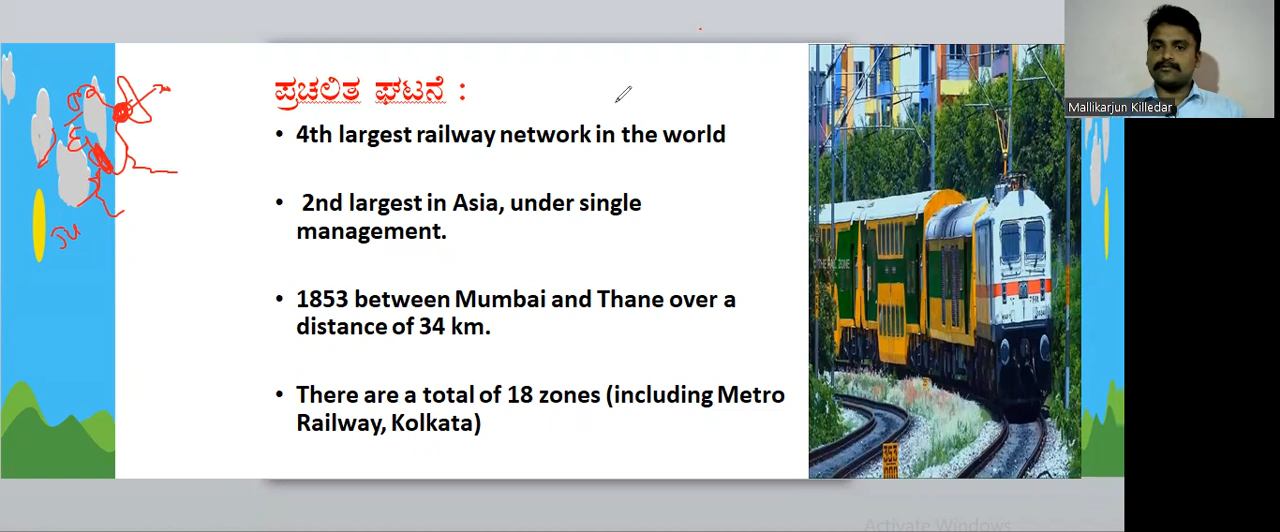 Mallikarjun Killedar
ಪ್ರಚಲಿತ ಘಟನೆ :
• 4th largest railway network in the world
• 2nd largest in Asia, under single
management.
• 1853 between Mumbai and Thane over a
distance of 34 km.
• There are a total of 18 zones (including Metro
Railway, Kolkata)
Activate Windows